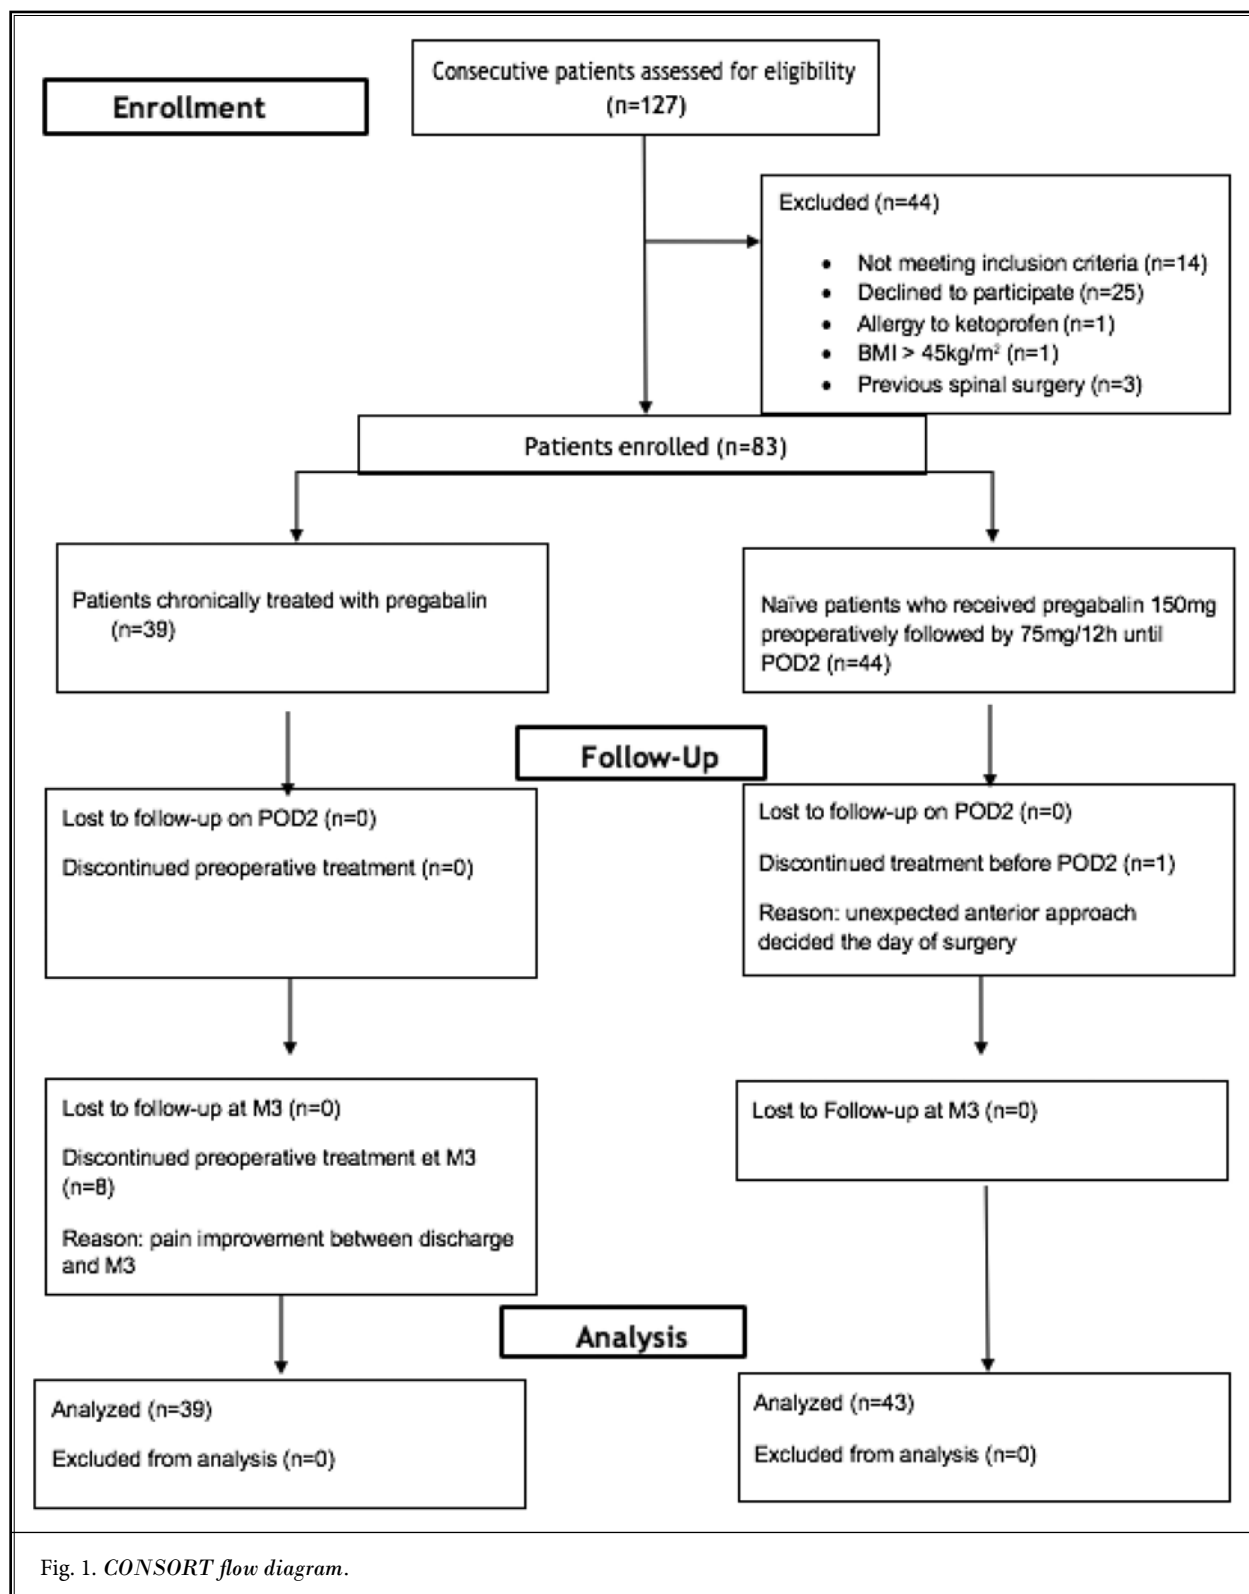 Consecutive patients assessed for eligibility
(n=127)
Enrollment
Excluded (n=44)
• Not meeting inclusion criteria (n=14)
• Declined to participate (n=25)
• Allergy to ketoprofen (n=1)
• BMI > 45kg/m² (n=1)
• Previous spinal surgery (n=3)
Patients enrolled (n=83)
Patients chronically treated with pregabalin
(n=39)
Naïve patients who received pregabalin 150mg
preoperatively followed by 75mg/12h until
POD2 (n=44)
Follow-Up
Lost to follow-up on POD2 (n=0)
Discontinued preoperative treatment (n=0)
Lost to follow-up on POD2 (n=0)
Discontinued treatment before POD2 (n=1)
Reason: unexpected anterior approach
decided the day of surgery
Lost to follow-up at M3 (n=0)
Discontinued preoperative treatment et M3
(n=8)
Reason: pain improvement between discharge
and M3
Lost to Follow-up at M3 (n=0)
Analysis
Analyzed (n=39)
Excluded from analysis (n=0)
Analyzed (n=43)
Excluded from analysis (n=0)
Fig. 1. CONSORT flow diagram.